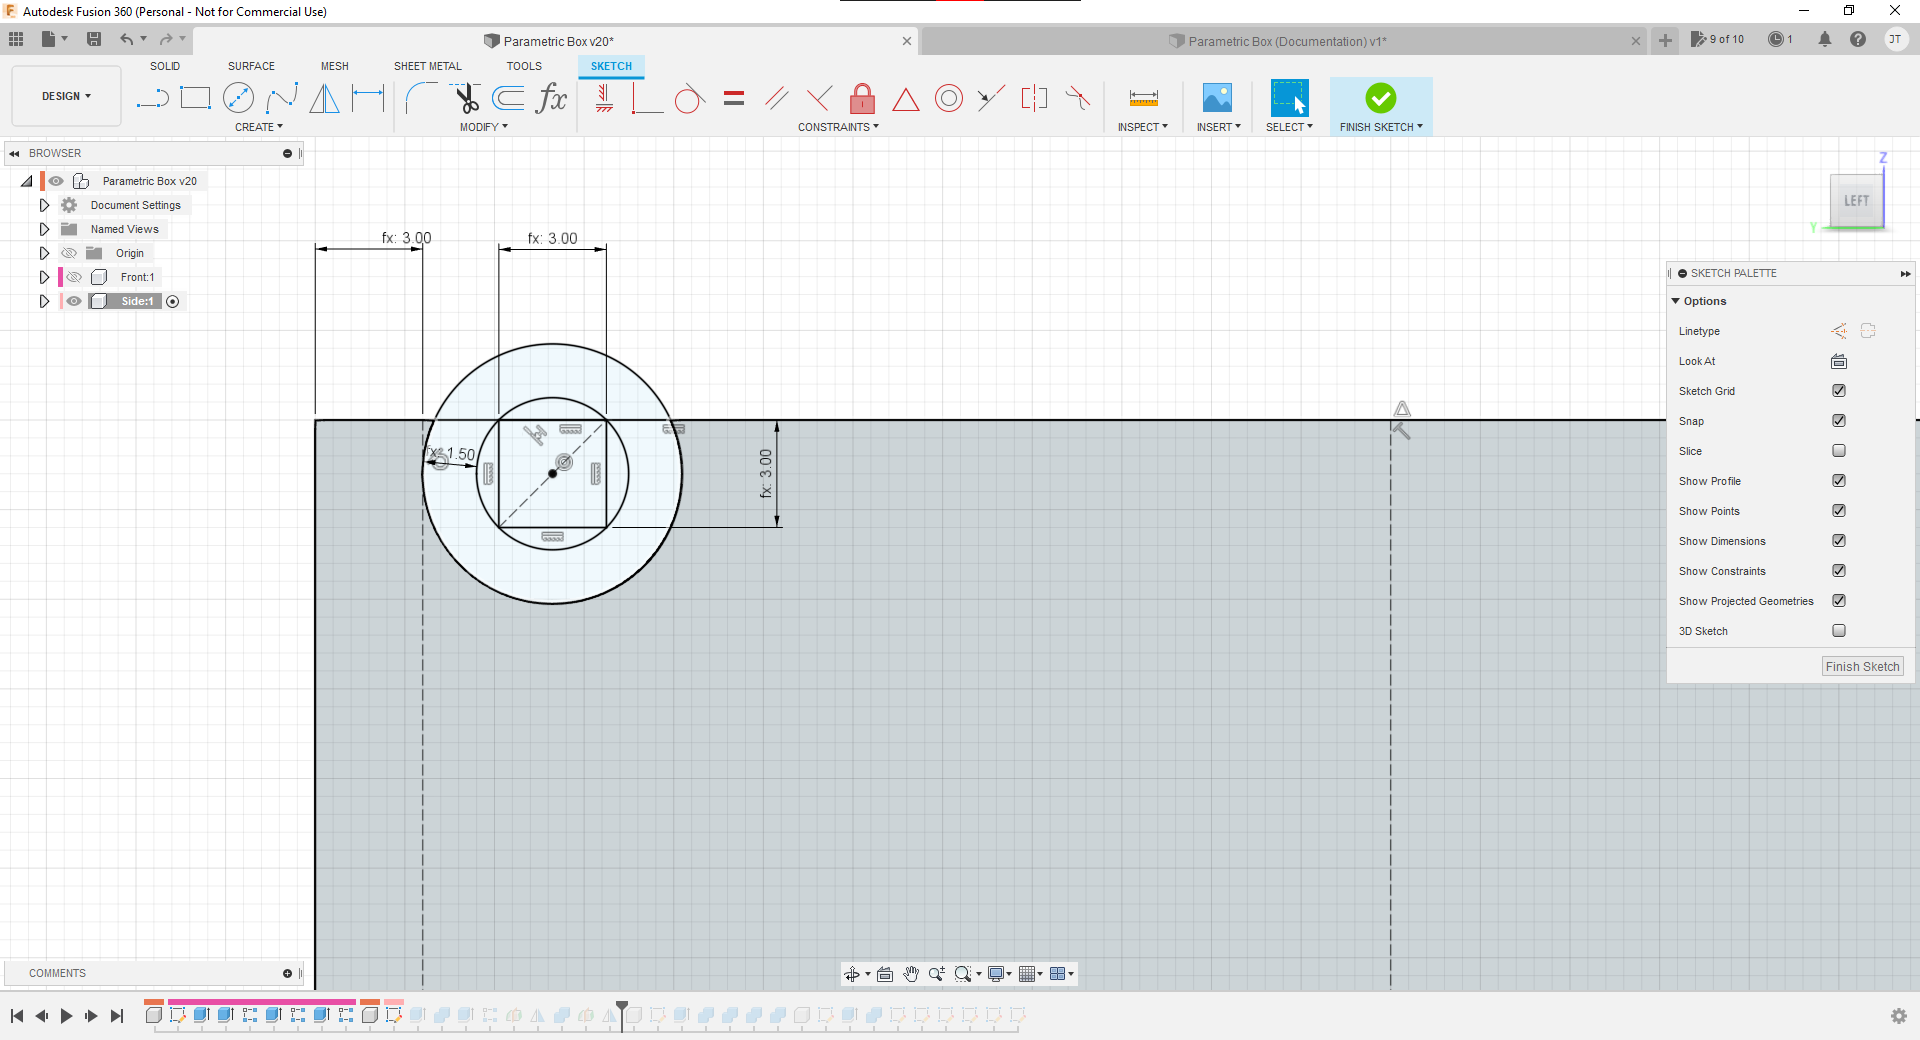 Autodesk Fusion 360 (Personal - Not for Commercial Use)
Parametric Box v20*
Parametric Box (Documentation) v1*
9 of 10
1
JT
DESIGN
SOLID
SURFACE
MESH
SHEET METAL
TOOLS
SKETCH
CREATE
MODIFY
CONSTRAINTS
INSPECT
INSERT
SELECT
FINISH SKETCH
fx
BROWSER
Parametric Box v20
Document Settings
Named Views
Origin
Front:1
Side:1
fx: 3.00
fx: 3.00
fx: 1.50
fx: 3.00
Z
LEFT
Y
SKETCH PALETTE
Options
Linetype
Look At
Sketch Grid
Snap
Slice
Show Profile
Show Points
Show Dimensions
Show Constraints
Show Projected Geometries
3D Sketch
Finish Sketch
COMMENTS